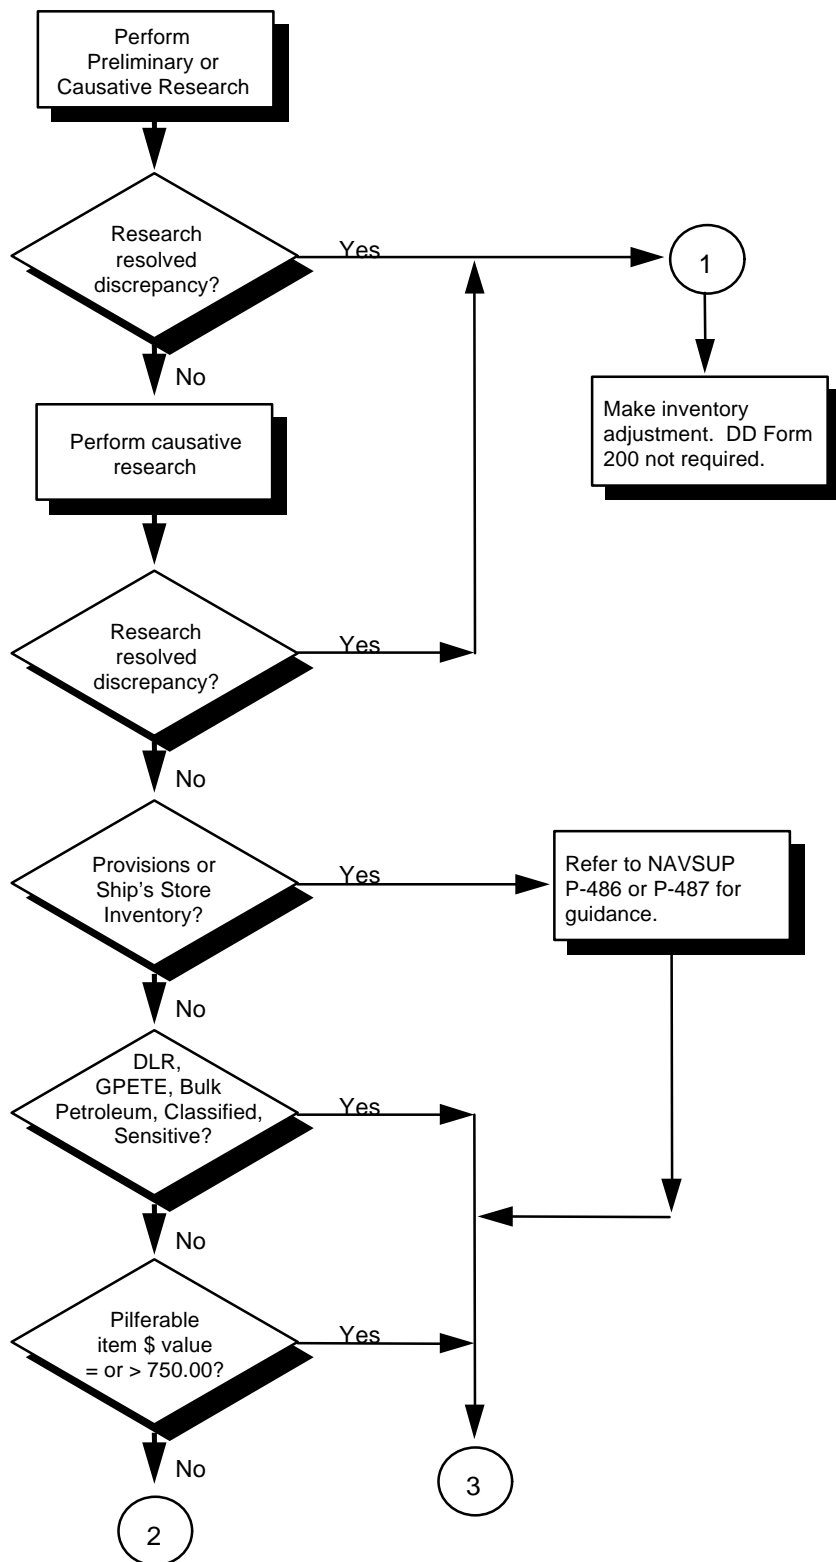 Perform
Preliminary or
Causative Research
Research
resolved
discrepancy?
Yes
1
No
Make inventory
adjustment.  DD Form
200 not required.
Perform causative
research
Research
resolved
discrepancy?
Yes
No
Provisions or
Ship's Store
Inventory?
Yes
Refer to NAVSUP
P-486 or P-487 for
guidance.
No
DLR,
GPETE, Bulk
Petroleum, Classified,
Sensitive?
Yes
No
Pilferable
item $ value
= or > 750.00?
Yes
No
3
2